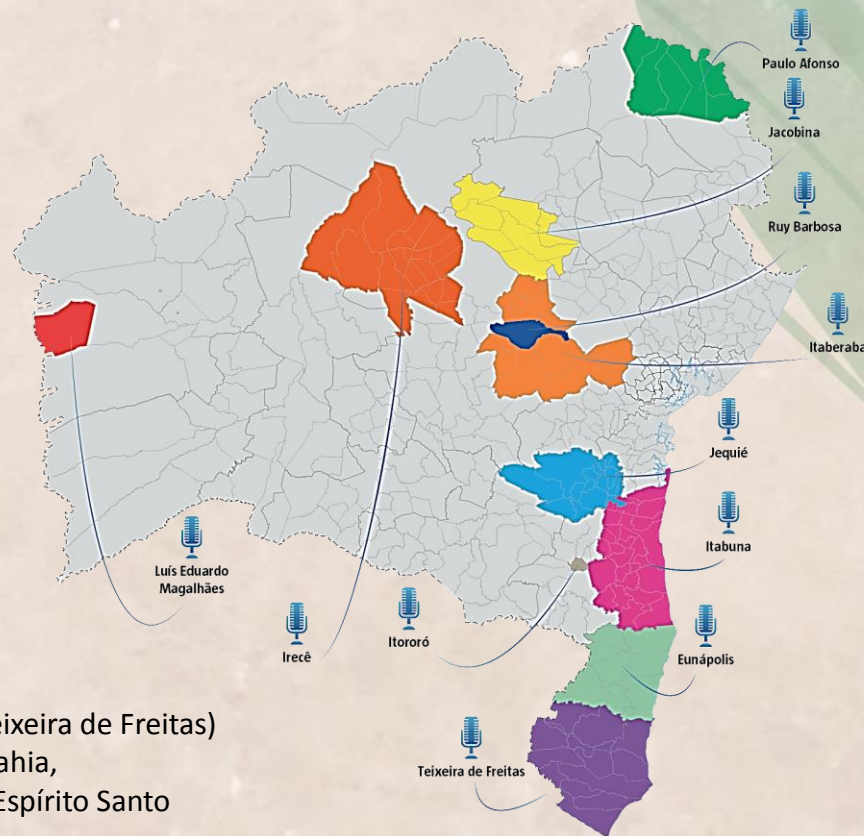 Paulo Afonso
Jacobina
Ruy Barbosa
Itaberaba
Jequié
Itabuna
Luís Eduardo
Magalhães
Irecê
Itororó
Eunápolis
eixeira de Freitas)
ahia,
Espírito Santo
Teixeira de Freitas